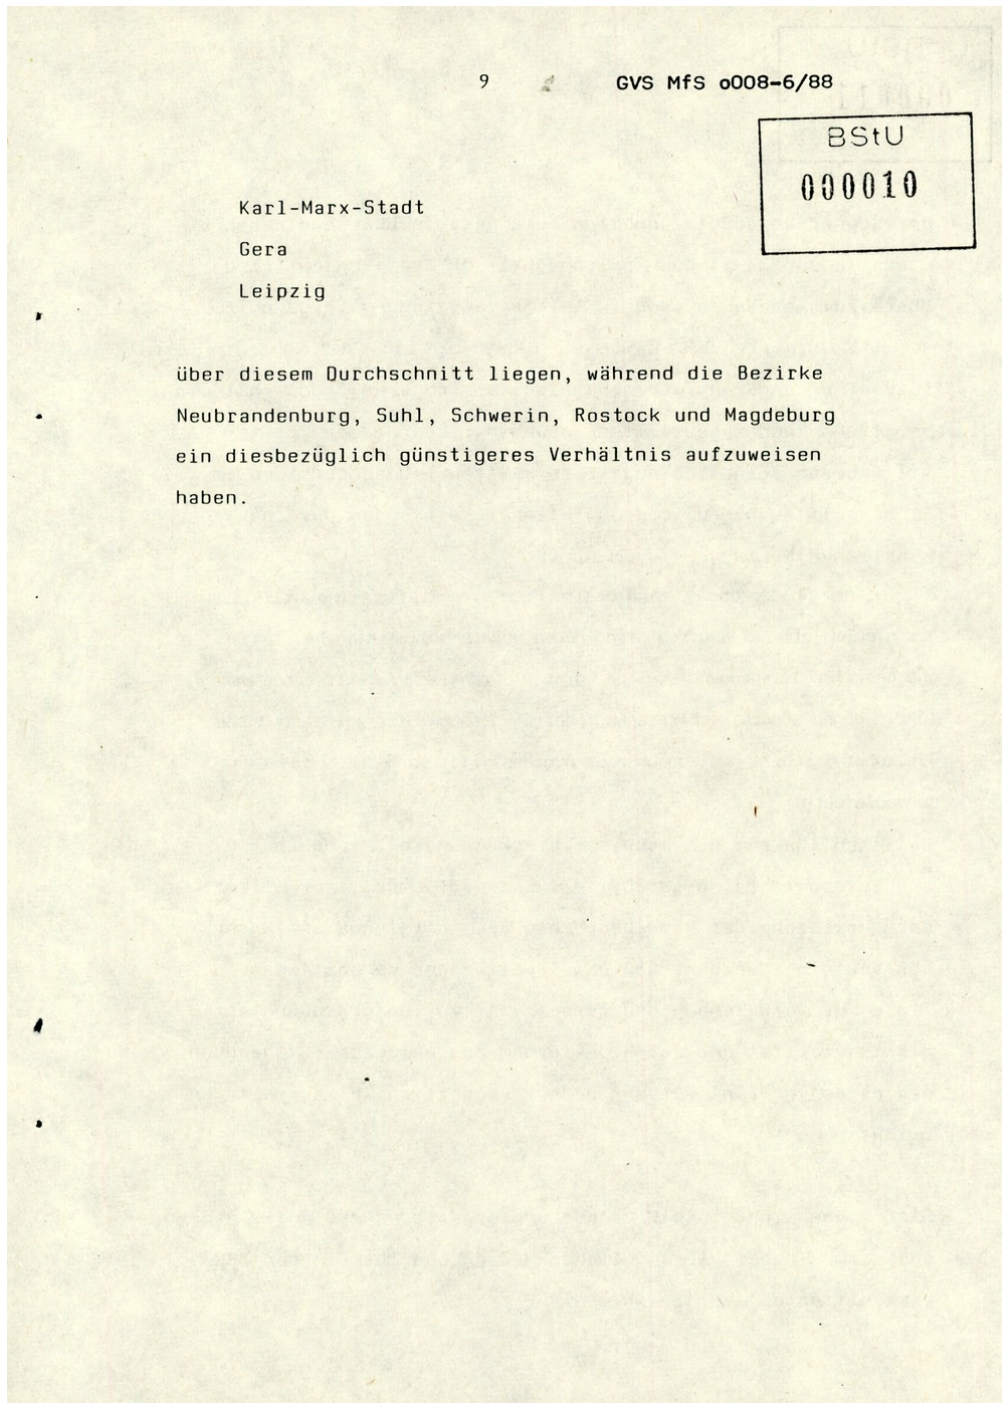 9 GVS MfS o008-6/88
BStU
000010
Karl-Marx-Stadt
Gera
Leipzig
über diesem Durchschnitt liegen, während die Bezirke
Neubrandenburg, Suhl, Schwerin, Rostock und Magdeburg
ein diesbezüglich günstigeres Verhältnis aufzuweisen
haben.